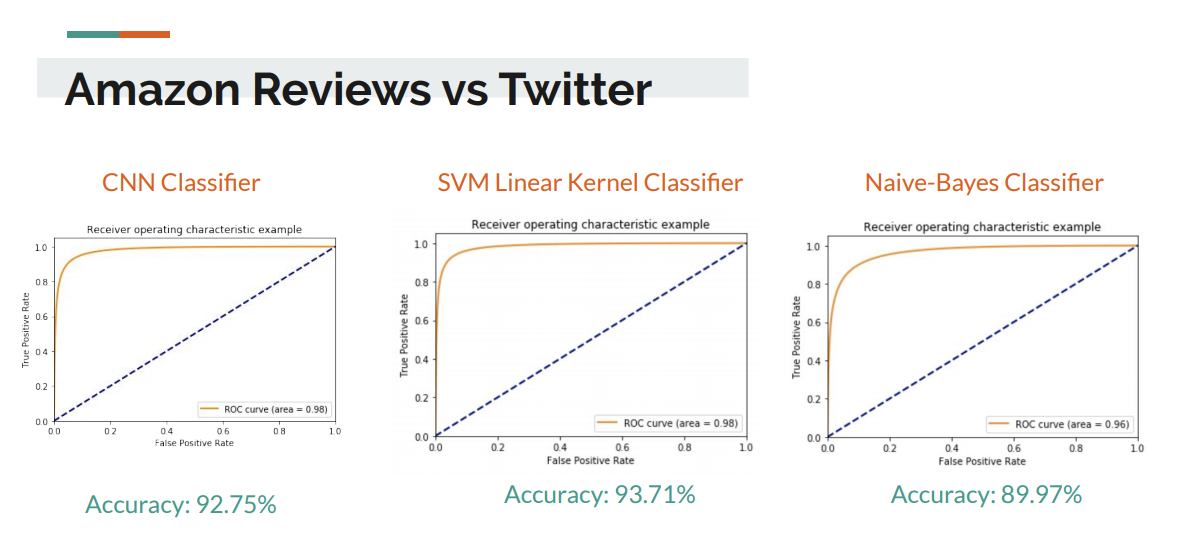 Amazon Reviews vs Twitter
CNN Classifier
Receiver operating characteristic example
True Positive Rate
1.0
0.8
0.6
0.4
0.2
0.0
ROC curve (area = 0.98)
0.0 0.2 0.4 0.6 0.8 1.0
False Positive Rate
Accuracy: 92.75%
SVM Linear Kernel Classifier
Receiver operating characteristic example
True Positive Rate
1.0
0.8
0.6
0.4
0.2
0.0
ROC curve (area = 0.98)
0.0 0.2 0.4 0.6 0.8 1.0
False Positive Rate
Accuracy: 93.71%
Naive-Bayes Classifier
Receiver operating characteristic example
True Positive Rate
1.0
0.8
0.6
0.4
0.2
0.0
ROC curve (area = 0.96)
0.0 0.2 0.4 0.6 0.8 1.0
False Positive Rate
Accuracy: 89.97%